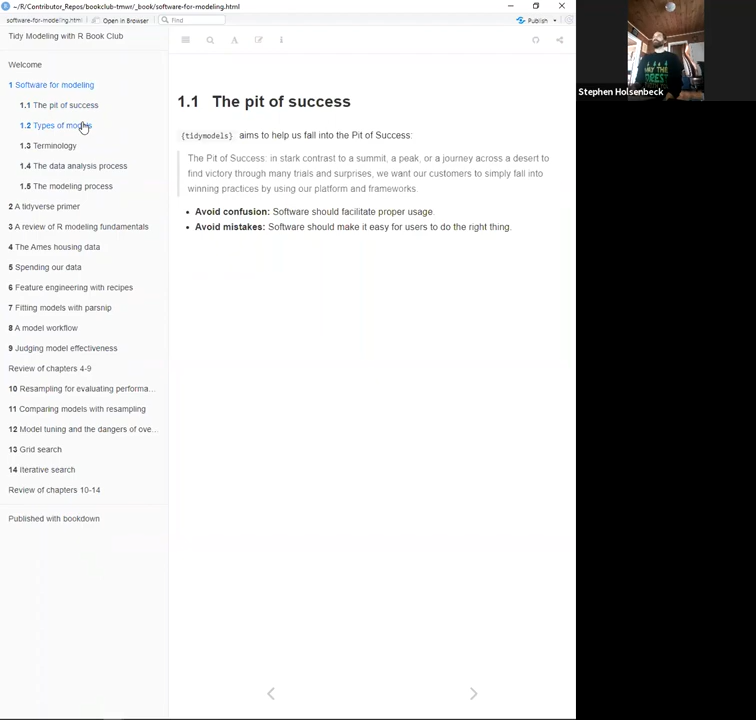 ~/R/Contributor_Repos/bookclub-tmwr/_book/software-for-modeling.html
software-for-modeling.html
Open in Browser
Find
Publish
Tidy Modeling with R Book Club
Welcome
1 Software for modeling
1.1 The pit of success
1.2 Types of models
1.3 Terminology
1.4 The data analysis process
1.5 The modeling process
2 A tidyverse primer
3 A review of R modeling fundamentals
4 The Ames housing data
5 Spending our data
6 Feature engineering with recipes
7 Fitting models with parsnip
8 A model workflow
9 Judging model effectiveness
Review of chapters 4-9
10 Resampling for evaluating performa...
11 Comparing models with resampling
12 Model tuning and the dangers of ove...
13 Grid search
14 Iterative search
Review of chapters 10-14
Published with bookdown
1.1 The pit of success
{tidymodels} aims to help us fall into the Pit of Success:
The Pit of Success: in stark contrast to a summit, a peak, or a journey across a desert to
find victory through many trials and surprises, we want our customers to simply fall into
winning practices by using our platform and frameworks.
• Avoid confusion: Software should facilitate proper usage.
• Avoid mistakes: Software should make it easy for users to do the right thing.
Stephen Holsenbeck